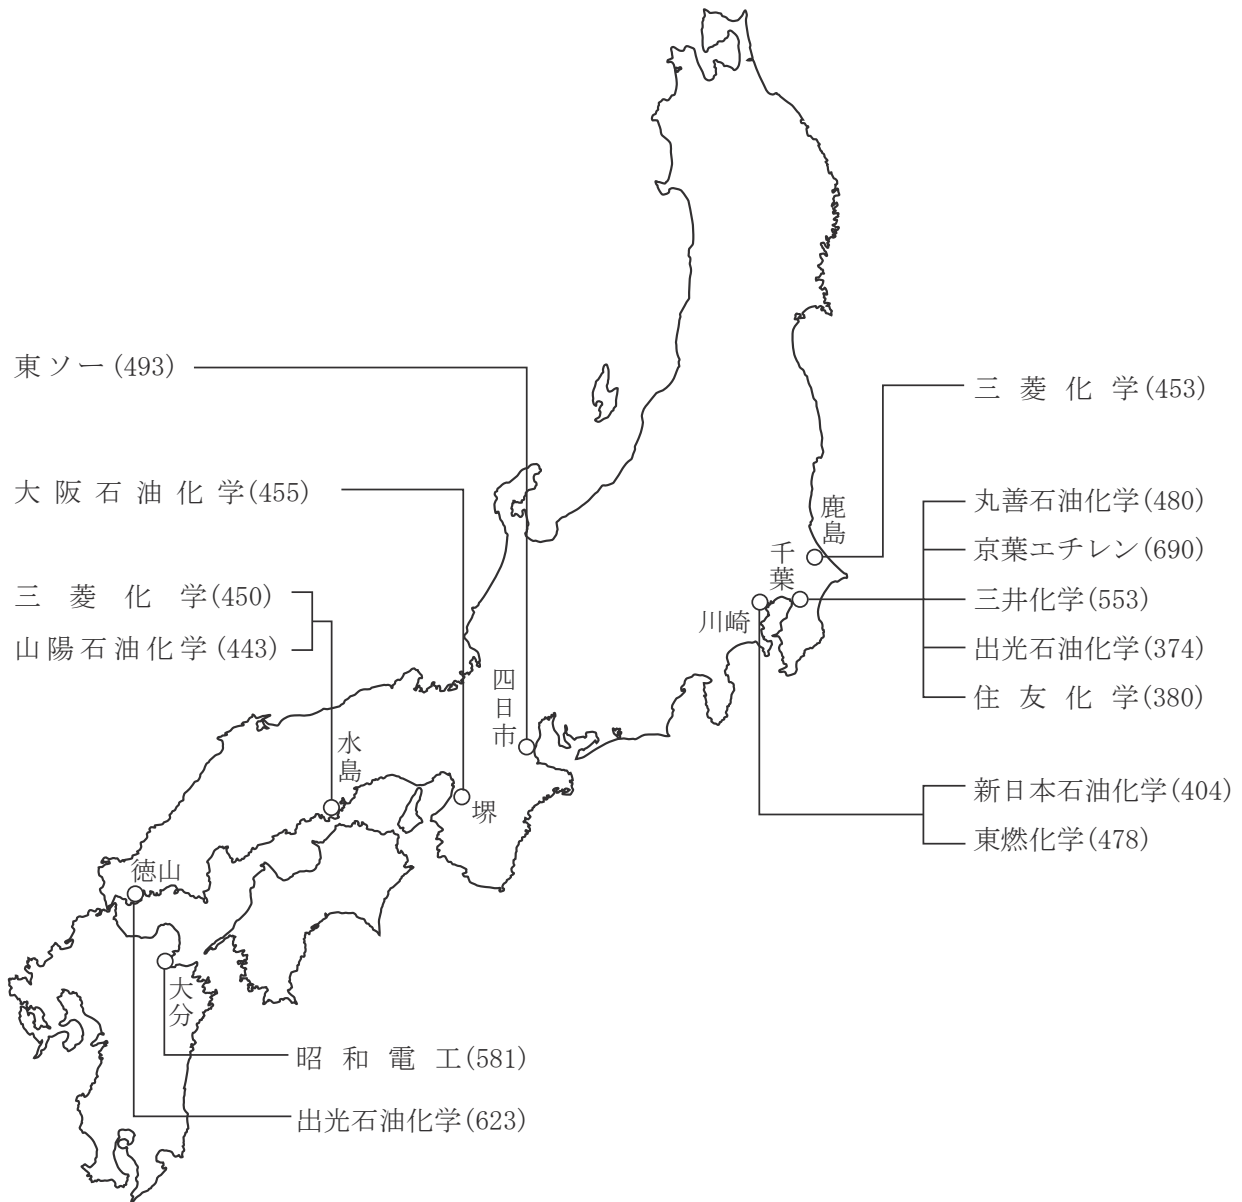 東ソー(493)
大阪石油化学(455)
三菱化学(450)
山陽石油化学(443)
三菱化学(453)
丸善石油化学(480)
京葉エチレン(690)
三井化学(553)
出光石油化学(374)
住友化学(380)
新日本石油化学(404)
東燃化学(478)
鹿島
千葉
川崎
四日市
水島
堺
徳山
大分
昭和電工(581)
出光石油化学(623)